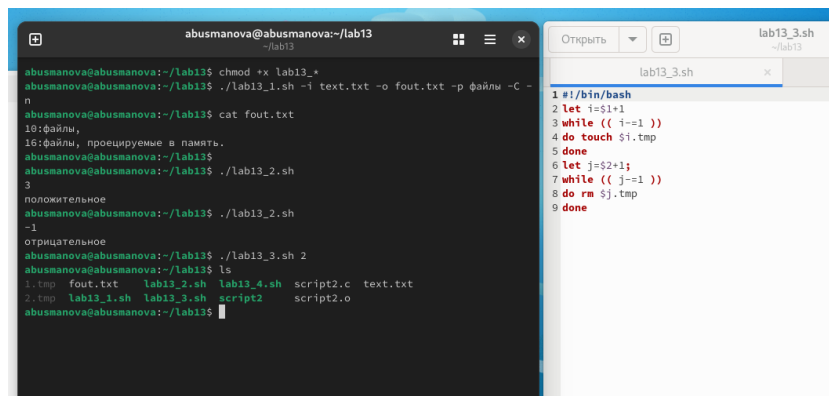 abusmanova@abusmanova:~/lab13
~/lab13
abusmanova@abusmanova:~/lab13$ chmod +x lab13_*
abusmanova@abusmanova:~/lab13$ ./lab13_1.sh -i text.txt -o fout.txt -p файлы -C -
n
abusmanova@abusmanova:~/lab13$ cat fout.txt
10:файлы,
16:файлы, проецируемые в память.
abusmanova@abusmanova:~/lab13$
abusmanova@abusmanova:~/lab13$ ./lab13_2.sh
3
положительное
abusmanova@abusmanova:~/lab13$ ./lab13_2.sh
-1
отрицательное
abusmanova@abusmanova:~/lab13$ ./lab13_3.sh 2
abusmanova@abusmanova:~/lab13$ ls
1.tmp fout.txt lab13_2.sh lab13_4.sh script2.c text.txt
2.tmp lab13_1.sh lab13_3.sh script2 script2.o
abusmanova@abusmanova:~/lab13$
Открыть
lab13_3.sh
~/lab13
lab13_3.sh
1 #!/bin/bash
2 let i=$1+1
3 while (( i-=1 ))
4 do touch $i.tmp
5 done
6 let j=$2+1;
7 while (( j-=1 ))
8 do rm $j.tmp
9 done